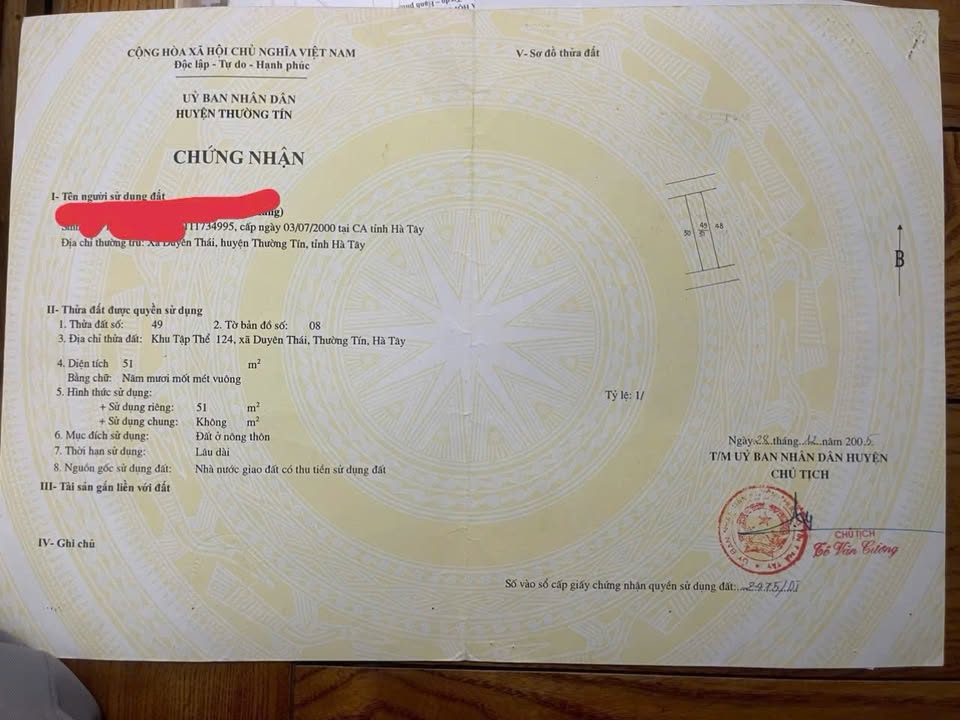 CỘNG HÒA XÃ HỘI CHỦ NGHĨA VIỆT NAM
Độc lập - Tự do - Hạnh phúc
UỶ BAN NHÂN DÂN
HUYỆN THƯỜNG TÍN
CHỨNG NHẬN
I- Tên người sử dụng đất
111734995, cấp ngày 03/07/2000 tại CA tỉnh Hà Tây
Địa chỉ thường trú: Xã Duyên Thái, huyện Thường Tín, tỉnh Hà Tây
II- Thửa đất được quyền sử dụng
1. Thửa đất số: 49 2. Tờ bản đồ số: 08
3. Địa chỉ thửa đất: Khu Tập Thể 124, xã Duyên Thái, Thường Tín, Hà Tây
4. Diện tích 51 m²
Bằng chữ: Năm mươi mốt mét vuông
5. Hình thức sử dụng:
+ Sử dụng riêng: 51 m²
+ Sử dụng chung: Không m²
6. Mục đích sử dụng: Đất ở nông thôn
7. Thời hạn sử dụng: Lâu dài
8. Nguồn gốc sử dụng đất: Nhà nước giao đất có thu tiền sử dụng đất
III- Tài sản gắn liền với đất
IV- Ghi chú
V- Sơ đồ thửa đất
50 49 48
51
B
Tỷ lệ: 1/
Ngày 28 tháng 12 năm 2005
T/M UỶ BAN NHÂN DÂN HUYỆN
CHỦ TỊCH
CHỦ TỊCH
Tô Văn Cường
Số vào sổ cấp giấy chứng nhận quyền sử dụng đất: